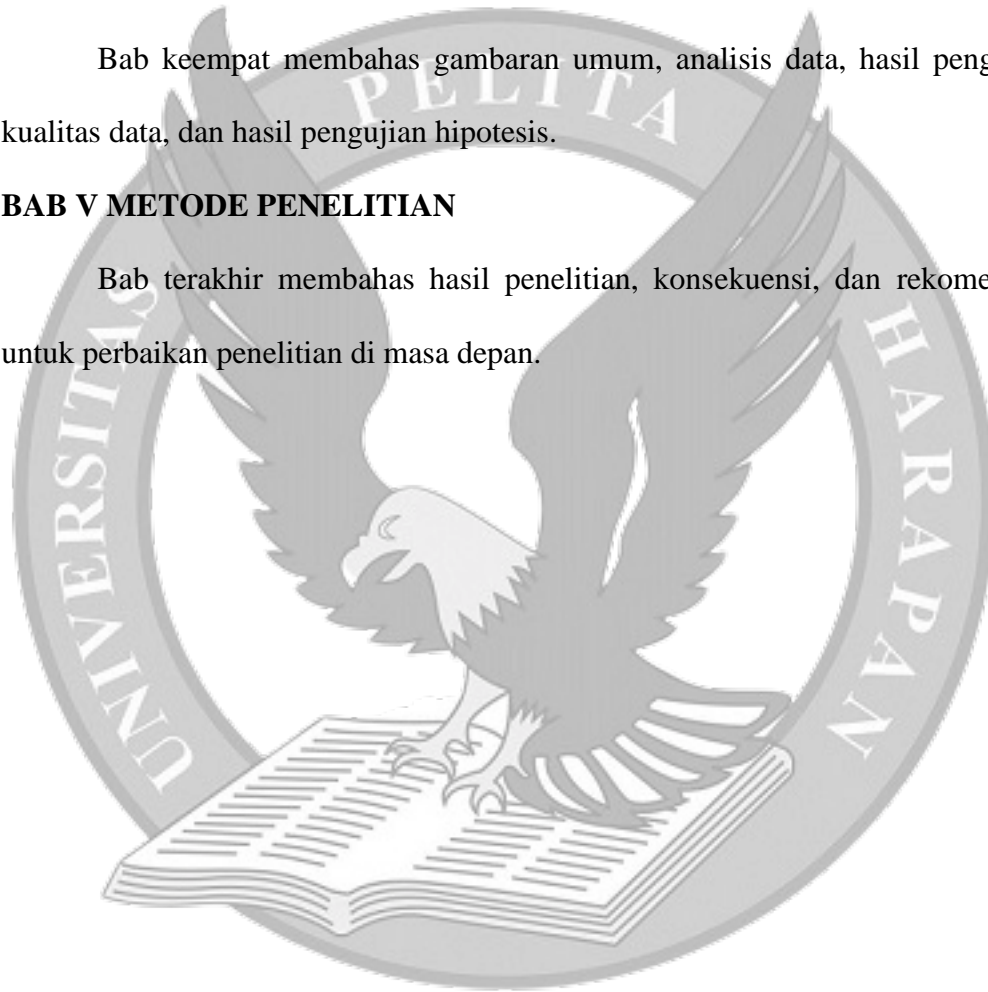 Bab keempat membahas gambaran umum, analisis data, hasil peng
kualitas data, dan hasil pengujian hipotesis.
BAB V METODE PENELITIAN
Bab terakhir membahas hasil penelitian, konsekuensi, dan rekome
untuk perbaikan penelitian di masa depan.
UNIVERSITAS PELITA HARAPAN